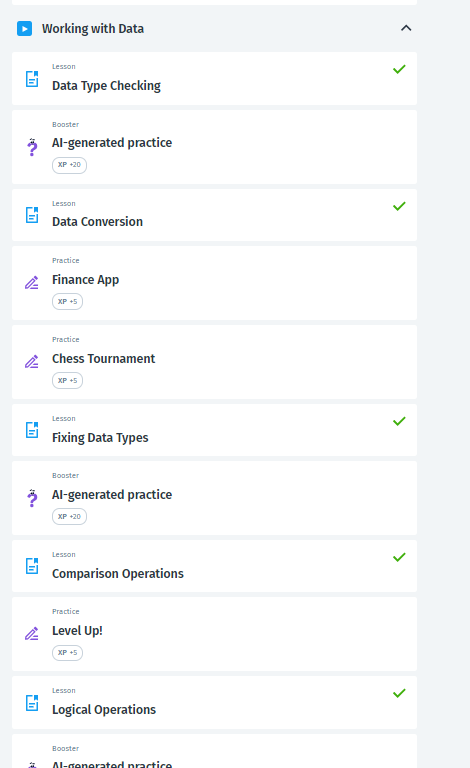 Working with Data
Lesson
Data Type Checking
Booster
AI-generated practice
XP +20
Lesson
Data Conversion
Practice
Finance App
XP +5
Practice
Chess Tournament
XP +5
Lesson
Fixing Data Types
Booster
AI-generated practice
XP +20
Lesson
Comparison Operations
Practice
Level Up!
XP +5
Lesson
Logical Operations
Booster
AI-generated practice